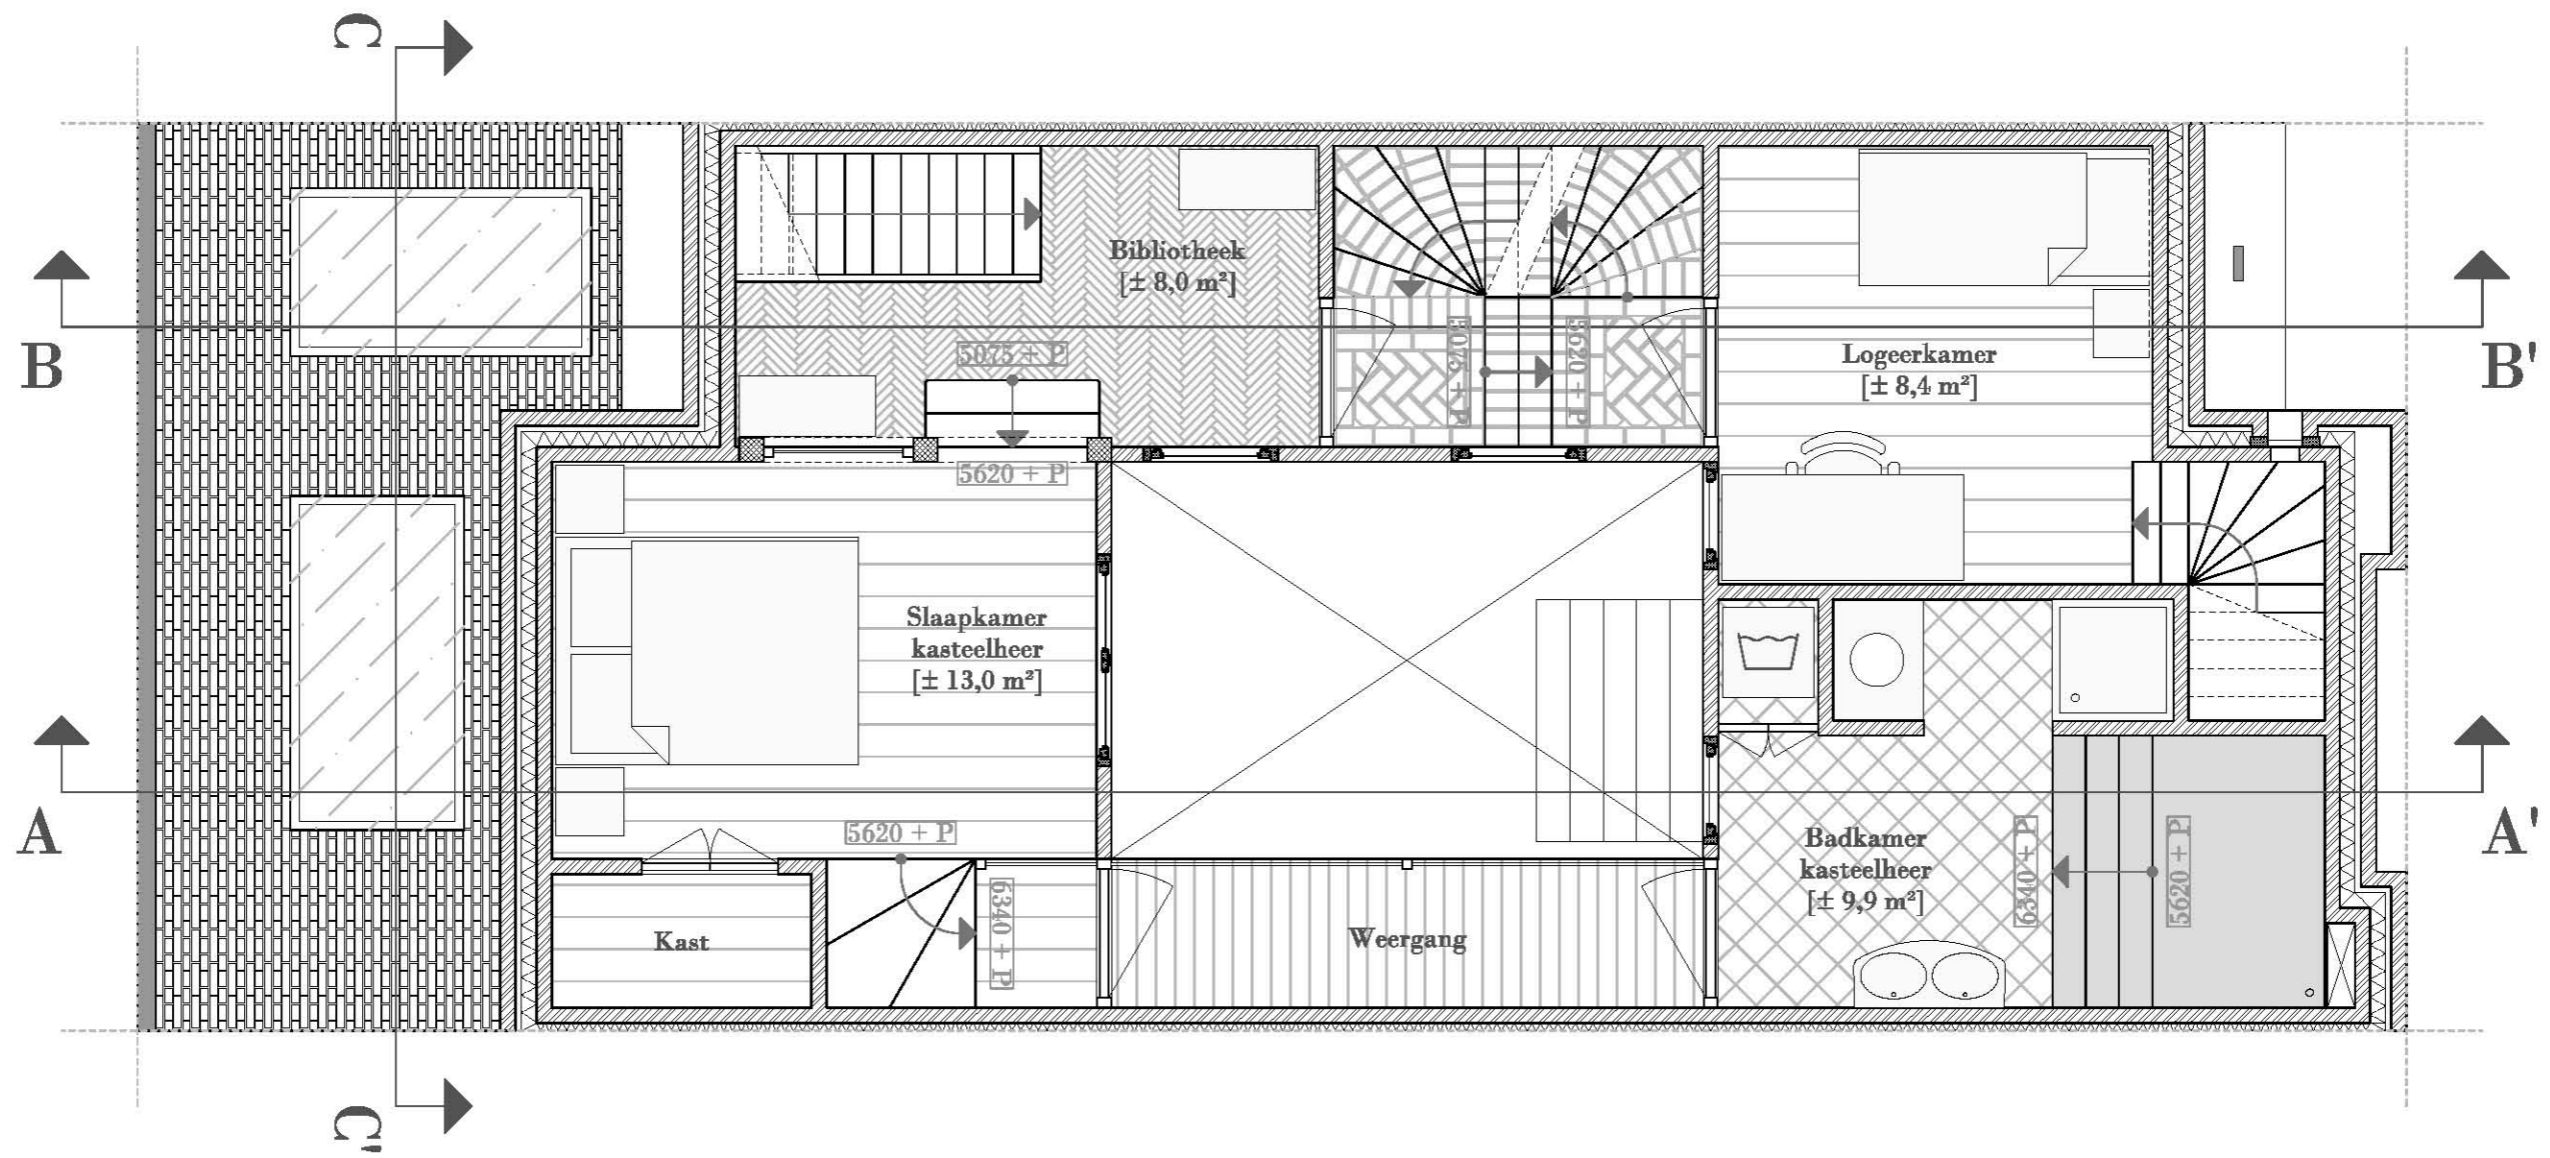 C
B
B'
Bibliotheek
[± 8,0 m²]
5075 + P
5620 + P
5075 + P
5620 + P
Logeerkamer
[± 8,4 m²]
Slaapkamer
kasteelheer
[± 13,0 m²]
A
A'
5620 + P
6340 + P
Kast
Weergang
Badkamer
kasteelheer
[± 9,9 m²]
6340 + P
5620 + P
C'